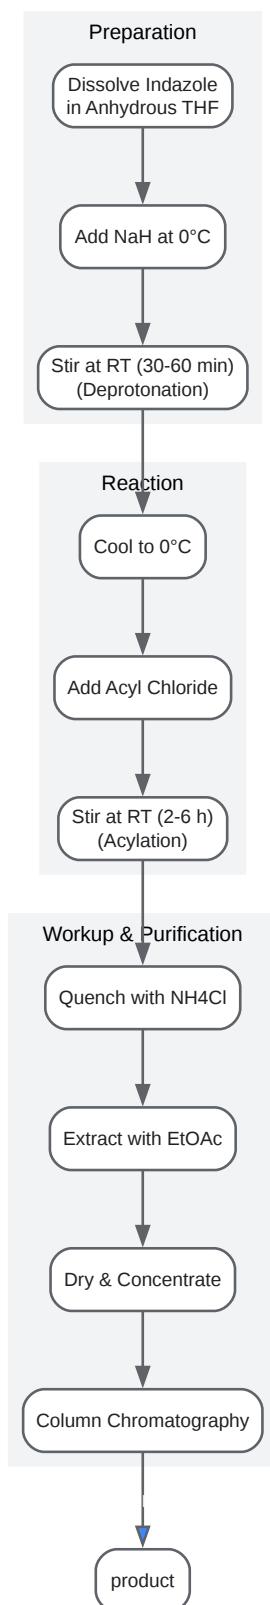 Preparation
Dissolve Indazole
in Anhydrous THF
Add NaH at 0°C
Stir at RT (30-60 min)
(Deprotonation)
Reaction
Cool to 0°C
Add Acyl Chloride
Stir at RT (2-6 h)
(Acylation)
Workup & Purification
Quench with NH4Cl
Extract with EtOAc
Dry & Concentrate
Column Chromatography
product